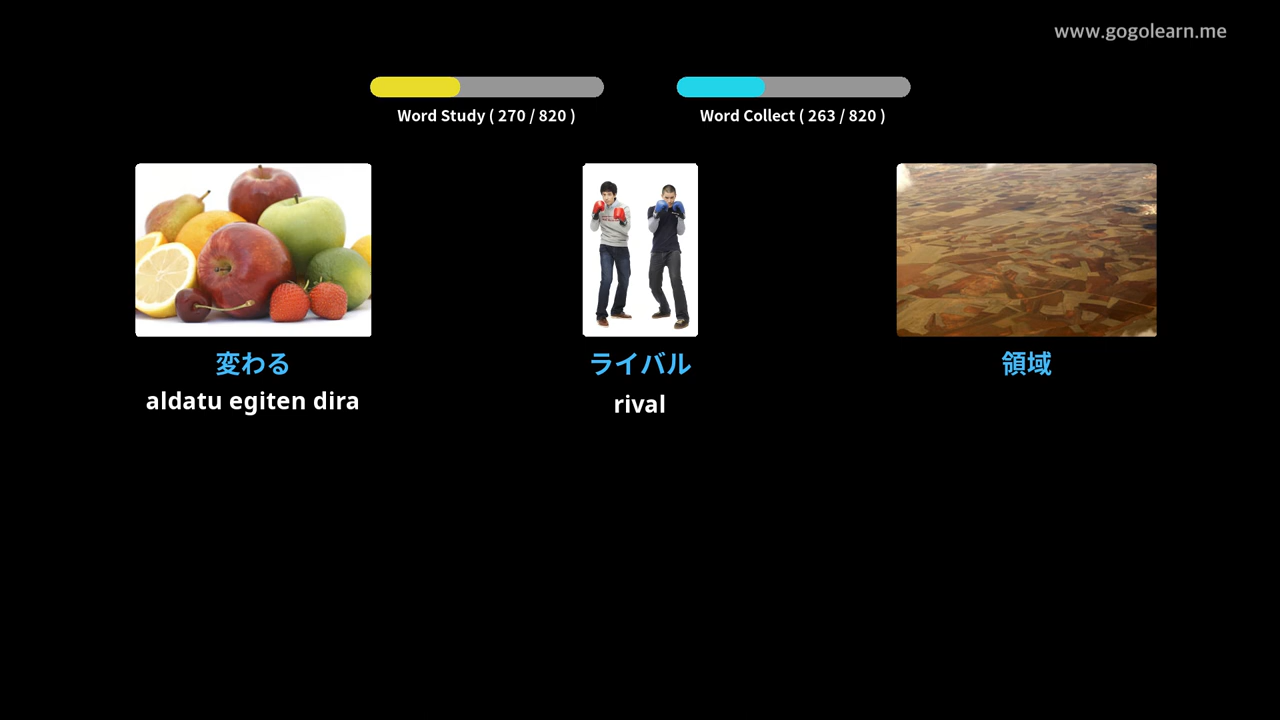 www.gogolearn.me
Word Study ( 270 / 820 )
Word Collect ( 263 / 820 )
変わる
ライバル
領域
aldatu egiten dira
rival